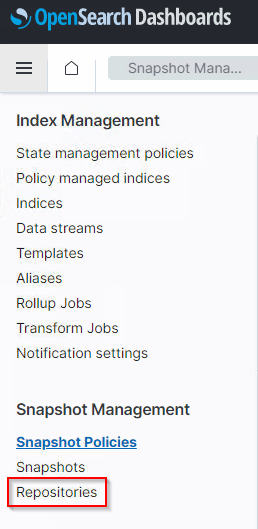 OpenSearch Dashboards
Snapshot Mana...
Index Management
State management policies
Policy managed indices
Indices
Data streams
Templates
Aliases
Rollup Jobs
Transform Jobs
Notification settings
Snapshot Management
Snapshot Policies
Snapshots
Repositories